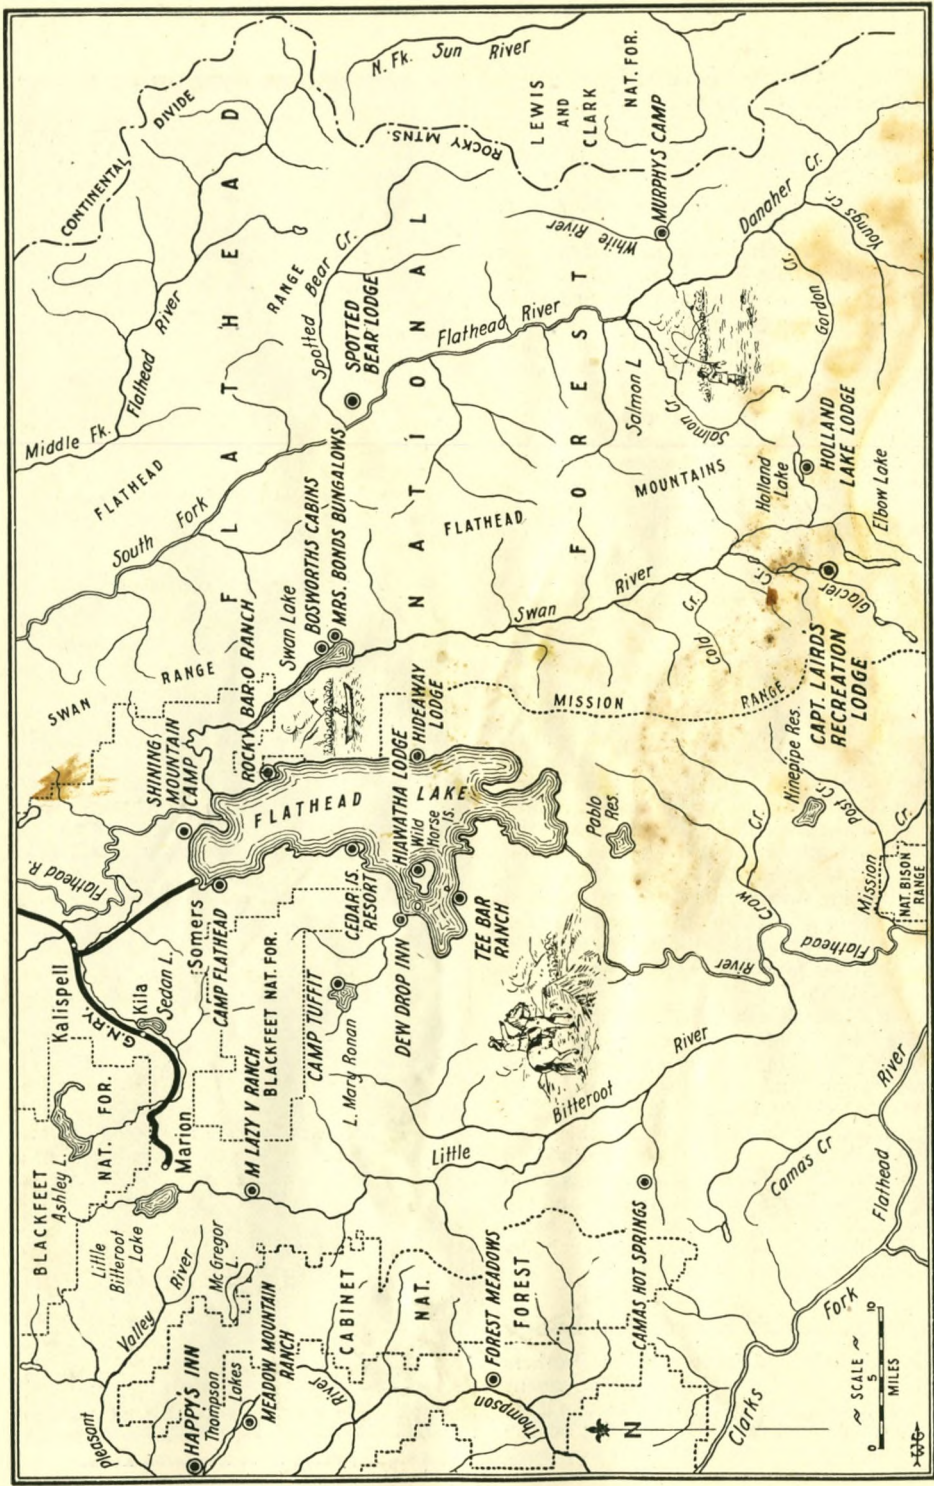 CONTINENTAL
DIVIDE
N. Fk. Sun River
LEWIS
AND
CLARK
NAT. FOR.
ROCKY MTNS.
MURPHYS CAMP
White River
Danaher Cr.
Youngs Cr.
Gordon Cr.
Middle Fk.
Flathead River
FLATHEAD
RANGE
FLATHEAD
NATIONAL
FOREST
Spotted Bear Cr.
SPOTTED
BEAR LODGE
South Fork
Flathead River
Salmon L
Salmon Cr
Holland
Lake
HOLLAND
LAKE LODGE
Elbow Lake
FLATHEAD
MOUNTAINS
SWAN
RANGE
Swan Lake
BOSWORTHS CABINS
MRS. BONDS BUNGALOWS
Swan River
Cold Cr.
Glacier Cr.
CAPT. LAIRDS
RECREATION
LODGE
MISSION
RANGE
SHINING
MOUNTAIN
CAMP
ROCKY BAR-O RANCH
HIDEAWAY
LODGE
FLATHEAD
LAKE
HIAWATHA LODGE
Wild
Horse
Is.
CEDAR IS.
RESORT
DEW DROP INN
TEE BAR
RANCH
Pablo
Res.
Ninepipe Res.
Post Cr.
Crow Cr.
Mission Cr.
NAT. BISON
RANGE
Flathead River
Flathead R.
Kalispell
Somers
G.N.RY.
Kila
Sedan L.
CAMP FLATHEAD
BLACKFEET NAT. FOR.
CAMP TUFFIT
L. Mary Ronan
Marion
M LAZY V RANCH
BLACKFEET
NAT. FOR.
Ashley L.
Little
Bitteroot
Lake
Little Bitteroot River
Mc Gregor
L.
Valley River
Pleasant
HAPPY'S INN
Thompson
Lakes
MEADOW MOUNTAIN
RANCH
CABINET
NAT.
FOREST
FOREST MEADOWS
Thompson River
CAMAS HOT SPRINGS
Camas Cr
Flathead River
Clarks Fork
N
SCALE
0 5 10
MILES